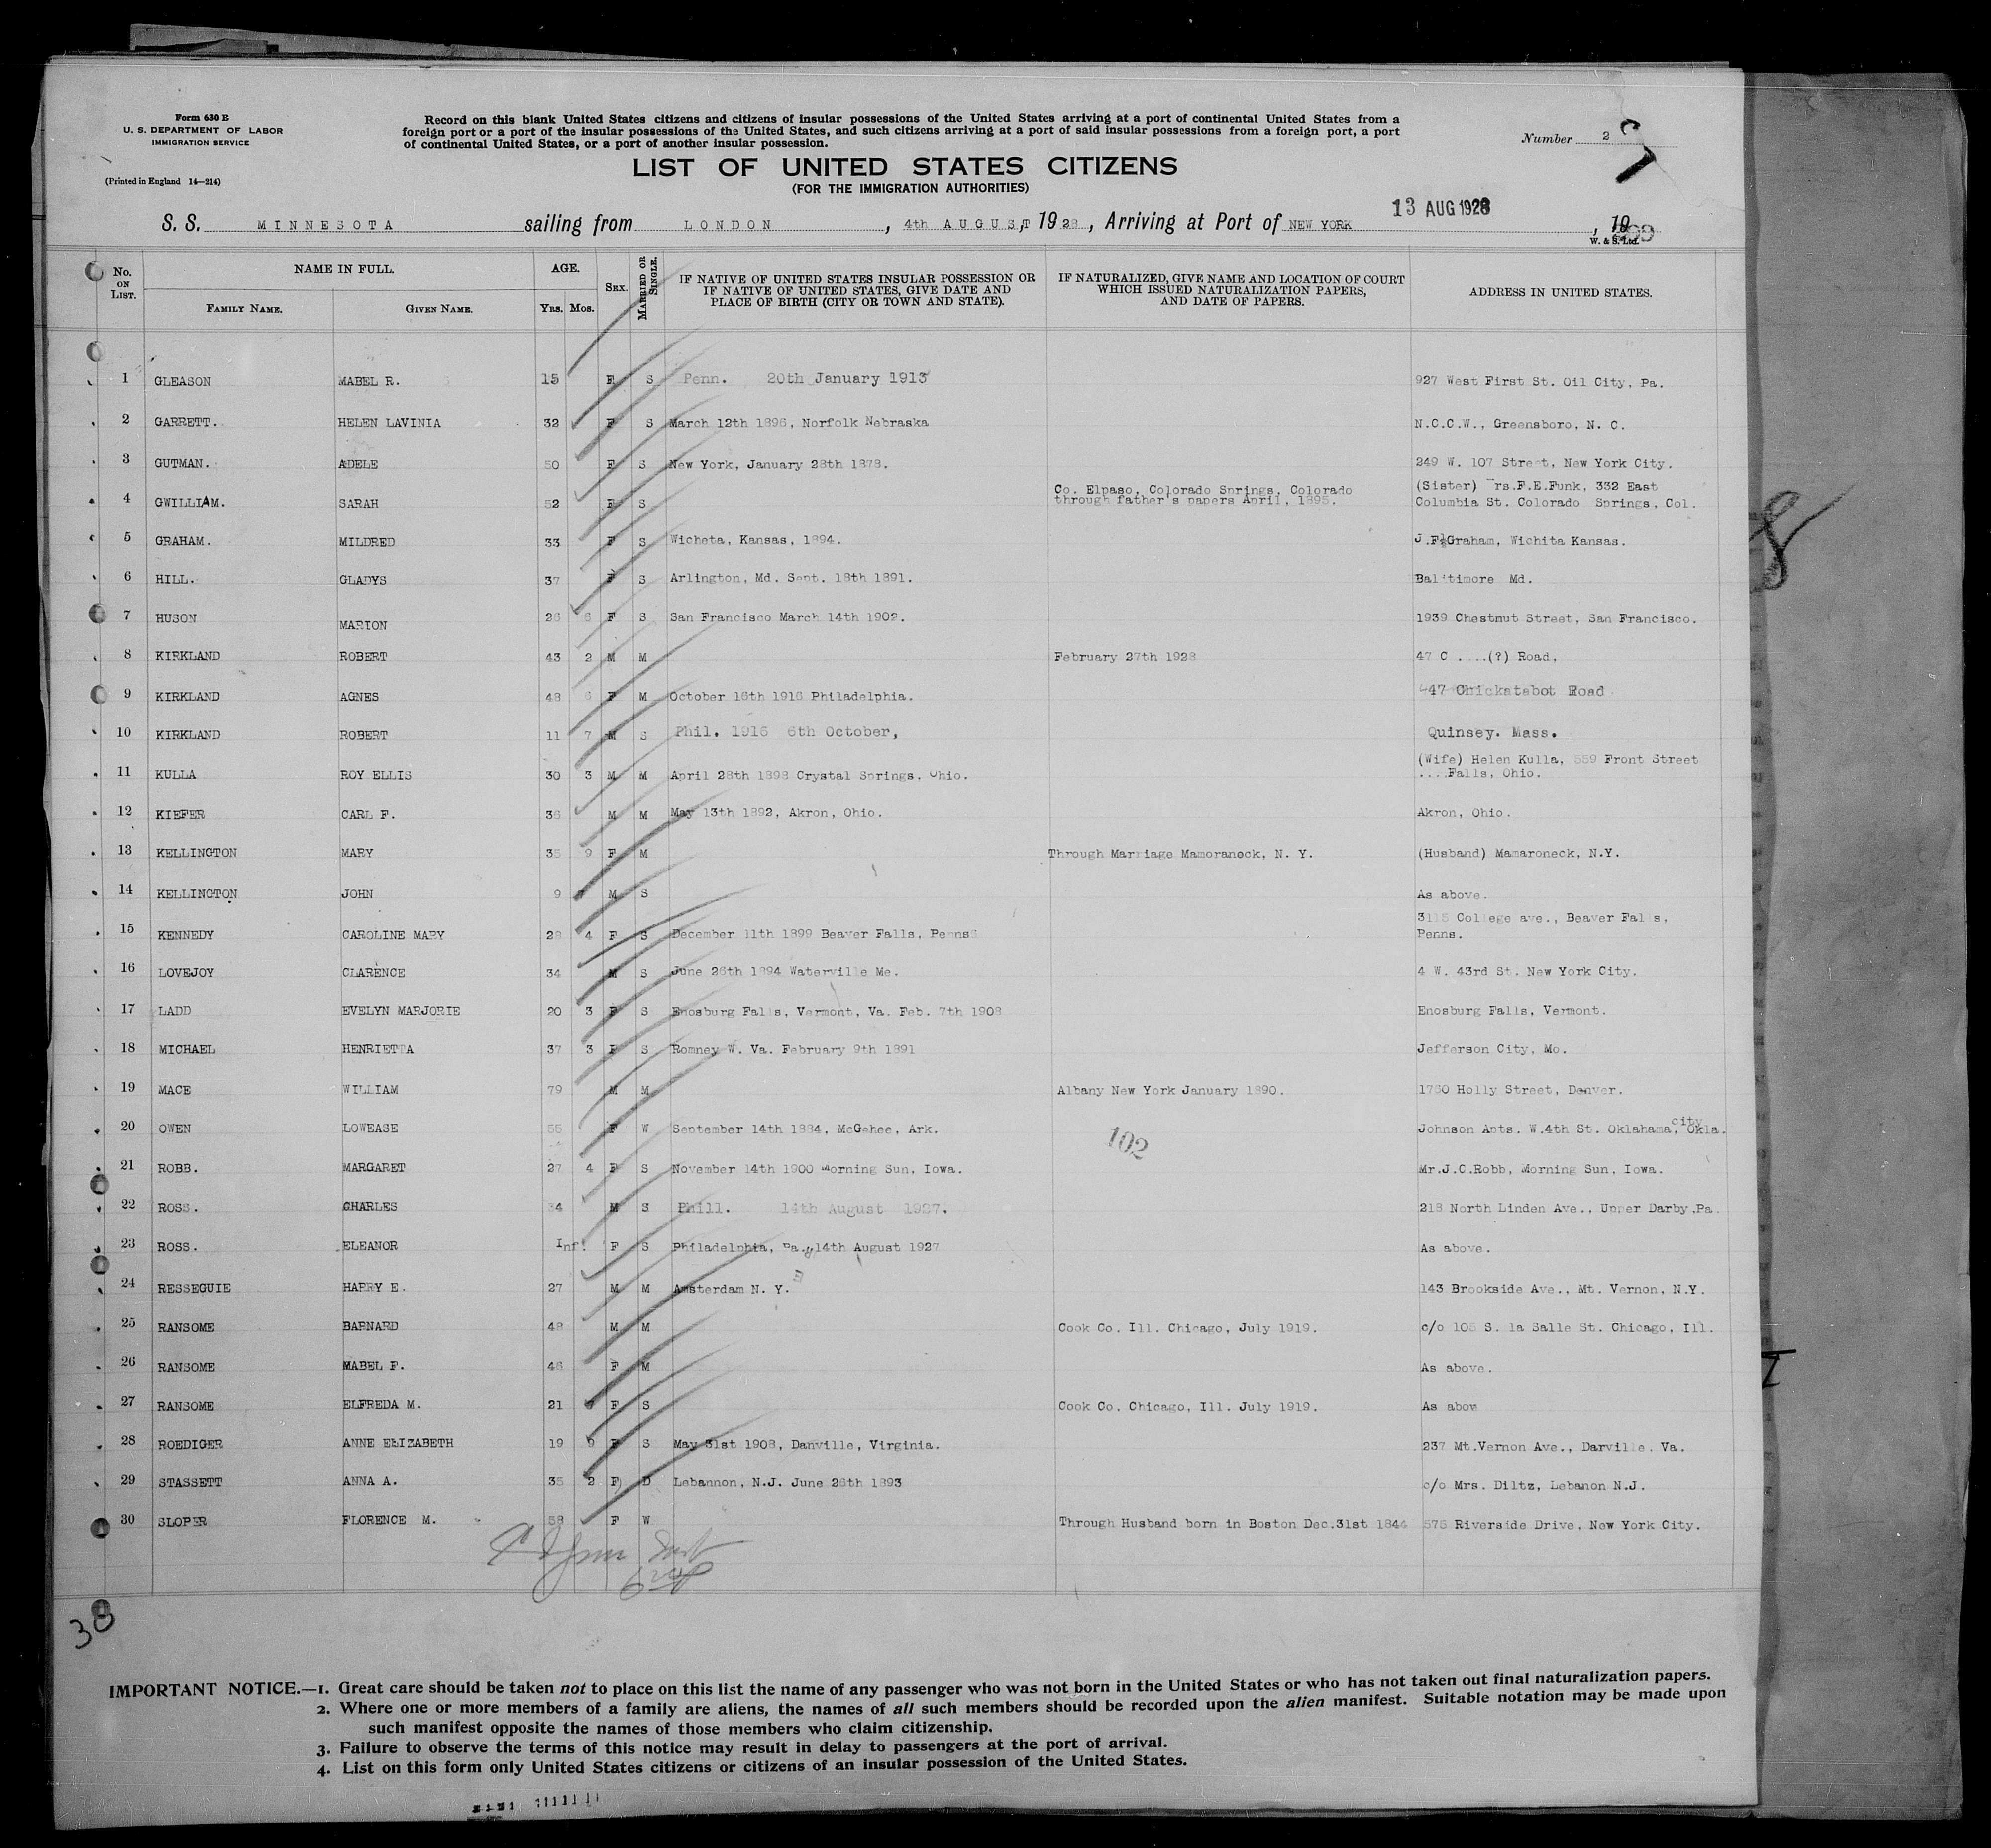 Form 630 E
U. S. DEPARTMENT OF LABOR
IMMIGRATION SERVICE
(Printed in England 14—214)
Record on this blank United States citizens and citizens of insular possessions of the United States arriving at a port of continental United States from a
foreign port or a port of the insular possessions of the United States, and such citizens arriving at a port of said insular possessions from a foreign port, a port
of continental United States, or a port of another insular possession.
Number 2
LIST OF UNITED STATES CITIZENS
(FOR THE IMMIGRATION AUTHORITIES)
S. S. MINNESOTA sailing from LONDON, 4th AUGUST, 1928, Arriving at Port of NEW YORK 13 AUG 1928, 19
W. & S. Ltd.
No. ON LIST. NAME IN FULL. FAMILY NAME. GIVEN NAME. AGE. YRS. MOS. SEX. MARRIED OR SINGLE. IF NATIVE OF UNITED STATES INSULAR POSSESSION OR IF NATIVE OF UNITED STATES, GIVE DATE AND PLACE OF BIRTH (CITY OR TOWN AND STATE). IF NATURALIZED, GIVE NAME AND LOCATION OF COURT WHICH ISSUED NATURALIZATION PAPERS, AND DATE OF PAPERS. ADDRESS IN UNITED STATES.
1 GLEASON MABEL R. 15 F S Penn. 20th January 1913 927 West First St. Oil City, Pa.
2 GARRETT. HELEN LAVINIA 32 F S March 12th 1896, Norfolk Nebraska N.C.C.W., Greensboro, N. C.
3 GUTMAN. ADELE 50 F S New York, January 28th 1878. 249 W. 107 Street, New York City.
4 GWILLIAM. SARAH 52 F S Co. Elpaso, Colorado Springs, Colorado through father's papers April, 1895. (Sister) rs.F.E.Funk, 332 East Columbia St. Colorado Springs, Col.
5 GRAHAM. MILDRED 33 F S Wicheta, Kansas, 1894. J.F.Graham, Wichita Kansas.
6 HILL. GLADYS 37 F S Arlington, Md. Sept. 18th 1891. Baltimore Md.
7 HUSON MARION 26 6 F S San Francisco March 14th 1902. 1939 Chestnut Street, San Francisco.
8 KIRKLAND ROBERT 43 2 M M February 27th 1928 47 C ....(?) Road,
9 KIRKLAND AGNES 48 6 F M October 16th 1916 Philadelphia. 47 Chickatabot Road
10 KIRKLAND ROBERT 11 7 M S Phil. 1916 6th October, Quinsey. Mass.
11 KULLA ROY ELLIS 30 3 M M April 28th 1898 Crystal Springs, Ohio. (Wife) Helen Kulla, 559 Front Street ....Falls, Ohio.
12 KIEFER CARL F. 36 M M May 13th 1892, Akron, Ohio. Akron, Ohio.
13 KELLINGTON MARY 35 9 F M Through Marriage Mamoraneck, N. Y. (Husband) Mamaroneck, N.Y.
14 KELLINGTON JOHN 9 M S As above.
15 KENNEDY CAROLINE MARY 28 4 F S December 11th 1899 Beaver Falls, Penns 3115 College ave., Beaver Falls, Penns.
16 LOVEJOY CLARENCE 34 M S June 26th 1894 Waterville Me. 4 W. 43rd St. New York City.
17 LADD EVELYN MARJORIE 20 3 F S Enosburg Falls, Vermont, Va. Feb. 7th 1908 Enosburg Falls, Vermont.
18 MICHAEL HENRIETTA 37 3 F S Romney W. Va. February 9th 1891 Jefferson City, Mo.
19 MACE WILLIAM 79 M M Albany New York January 1890. 1750 Holly Street, Denver.
20 OWEN LOWEASE 55 F W September 14th 1884, McGehee, Ark. Johnson Apts. W.4th St. Oklahama, city Okla.
102
21 ROBB. MARGARET 27 4 F S November 14th 1900 Morning Sun, Iowa. Mr.J.C.Robb, Morning Sun, Iowa.
22 ROSS. CHARLES 34 M S Phill. 14th August 1927. 218 North Linden Ave., Upper Darby.Pa.
23 ROSS. ELEANOR Inf. F S Philadelphia, Pa., 14th August 1927 As above.
24 RESSEGUIE HARRY E. 27 M M Amsterdam N. Y. 143 Brookside Ave., Mt. Vernon, N.Y.
25 RANSOME BARNARD 48 M M Cook Co. Ill. Chicago, July 1919. c/o 105 S. la Salle St. Chicago, Ill.
26 RANSOME MABEL F. 46 F M As above.
27 RANSOME ELFREDA M. 21 F S Cook Co. Chicago, Ill. July 1919. As abov
28 ROEDIGER ANNE ELIZABETH 19 9 F S May 31st 1908, Danville, Virginia. 237 Mt.Vernon Ave., Darville, Va.
29 STASSETT ANNA A. 35 2 F D Lebannon, N.J. June 26th 1893 c/o Mrs. Diltz, Lebanon N.J.
30 SLOPER FLORENCE M. 58 F W Through Husband born in Boston Dec.31st 1844 575 Riverside Drive, New York City.
38
IMPORTANT NOTICE.—1. Great care should be taken not to place on this list the name of any passenger who was not born in the United States or who has not taken out final naturalization papers.
2. Where one or more members of a family are aliens, the names of all such members should be recorded upon the alien manifest. Suitable notation may be made upon
such manifest opposite the names of those members who claim citizenship.
3. Failure to observe the terms of this notice may result in delay to passengers at the port of arrival.
4. List on this form only United States citizens or citizens of an insular possession of the United States.
8